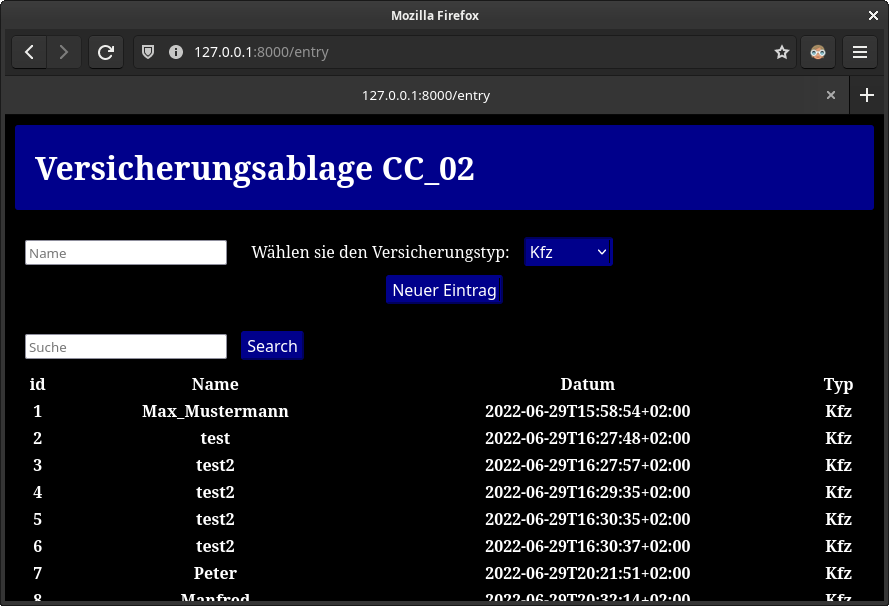 Mozilla Firefox
127.0.0.1:8000/entry
127.0.0.1:8000/entry
Versicherungsablage CC_02
Name Wählen sie den Versicherungstyp: Kfz
Neuer Eintrag
Suche Search
id Name Datum Typ
1 Max_Mustermann 2022-06-29T15:58:54+02:00 Kfz
2 test 2022-06-29T16:27:48+02:00 Kfz
3 test2 2022-06-29T16:27:57+02:00 Kfz
4 test2 2022-06-29T16:29:35+02:00 Kfz
5 test2 2022-06-29T16:30:35+02:00 Kfz
6 test2 2022-06-29T16:30:37+02:00 Kfz
7 Peter 2022-06-29T20:21:51+02:00 Kfz
8 Manfred 2022-06-29T20:32:14+02:00 Kfz